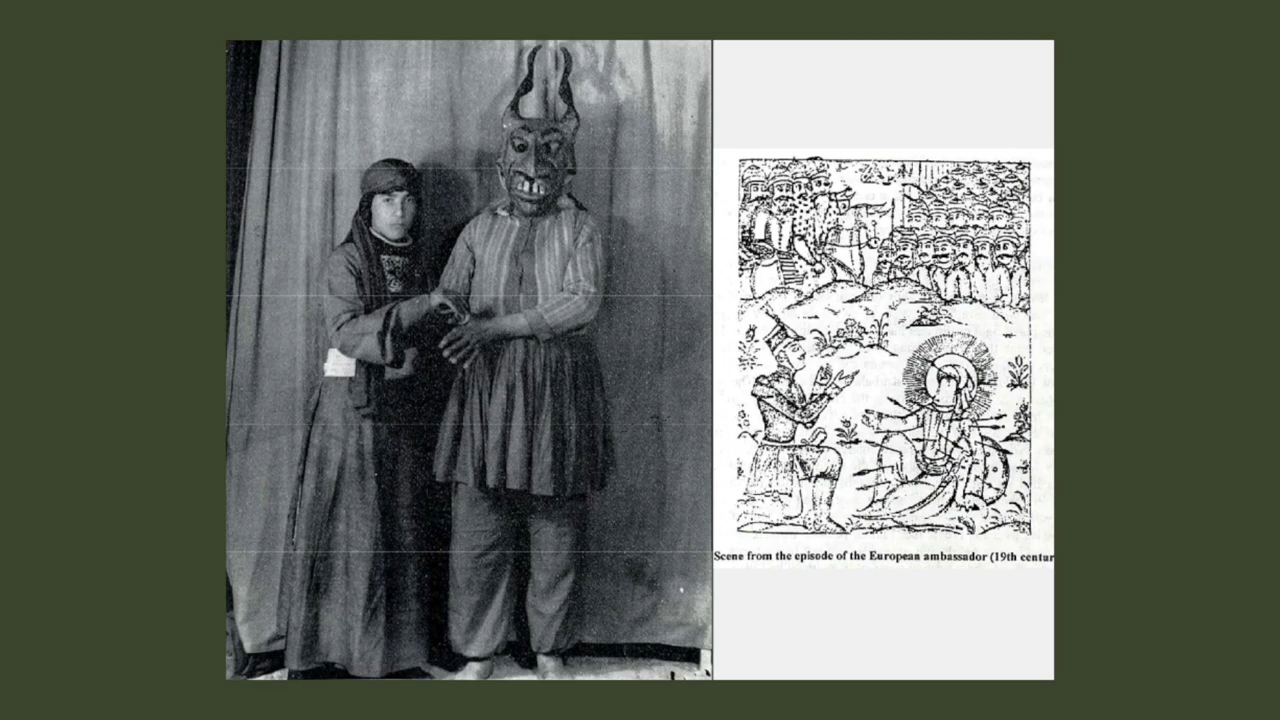 Scene from the episode of the European ambassador (19th centur